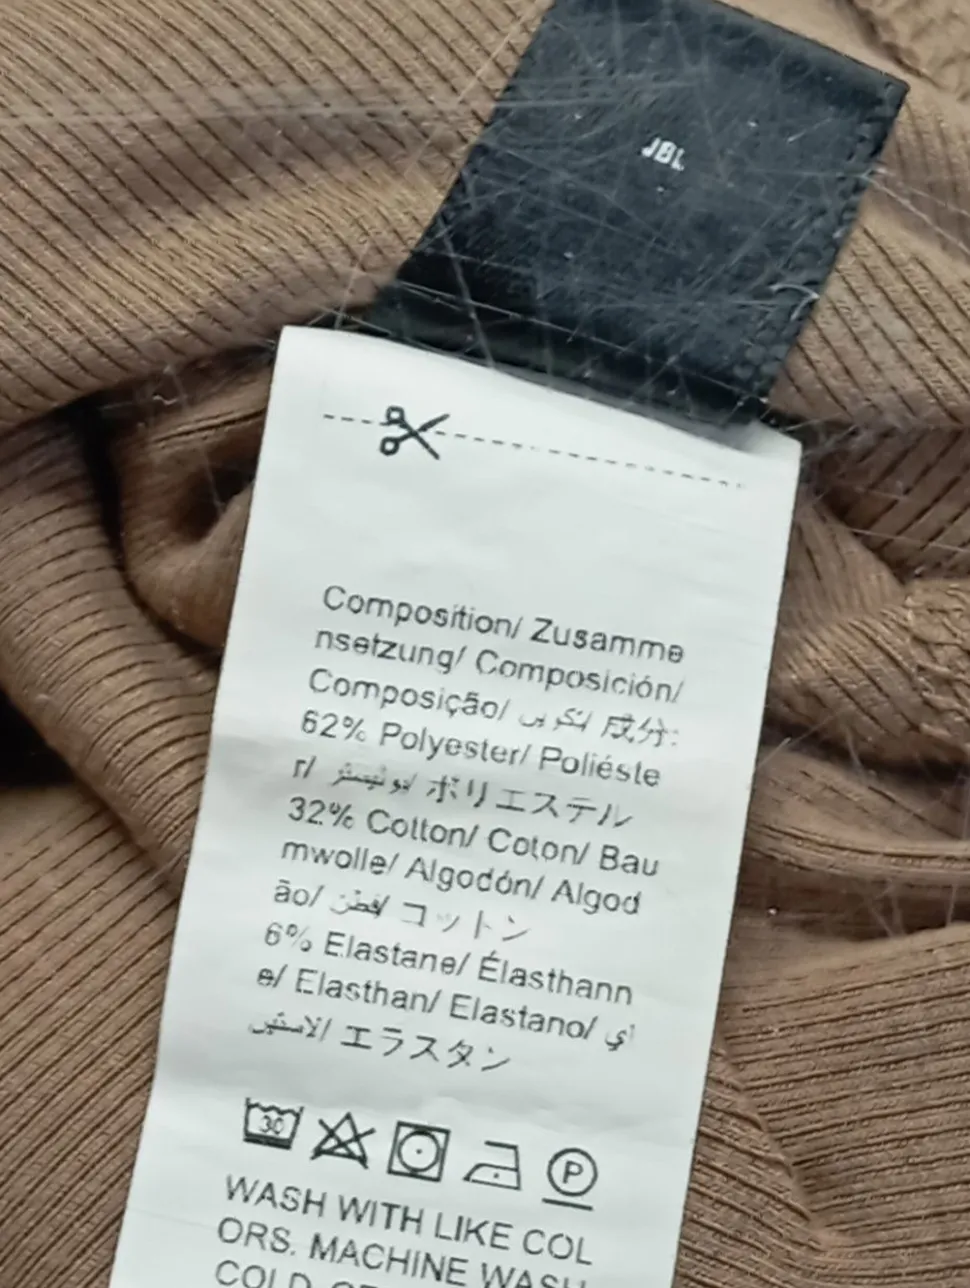 JBL
Composition/ Zusamme
nsetzung/ Composición/
Composição/ تكوين/ 成分:
62% Polyester/ Poliéste
r/ بوليستر/ ポリエステル
32% Cotton/ Coton/ Bau
mwolle/ Algodón/ Algod
ão/ قطن/ コットン
6% Elastane/ Élasthann
e/ Elasthan/ Elastano/
エラスタン
30
P
WASH WITH LIKE COL
ORS. MACHINE WASH
COLD.